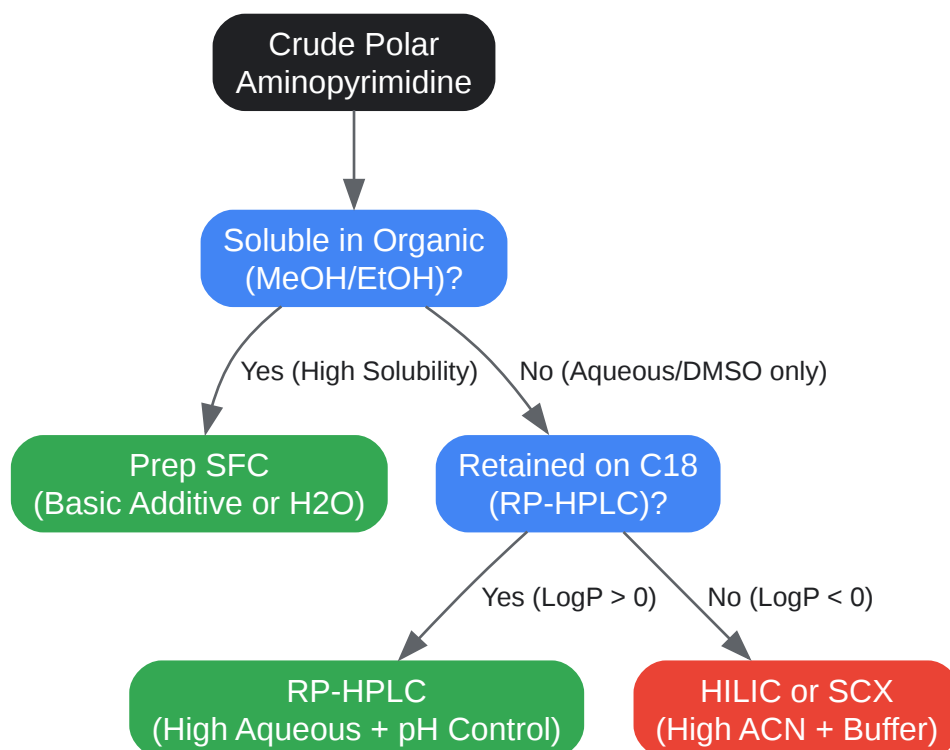 Crude Polar
Aminopyrimidine
Soluble in Organic
(MeOH/EtOH)?
Yes (High Solubility)
No (Aqueous/DMSO only)
Prep SFC
(Basic Additive or H2O)
Retained on C18
(RP-HPLC)?
Yes (LogP > 0)
No (LogP < 0)
RP-HPLC
(High Aqueous + pH Control)
HILIC or SCX
(High ACN + Buffer)